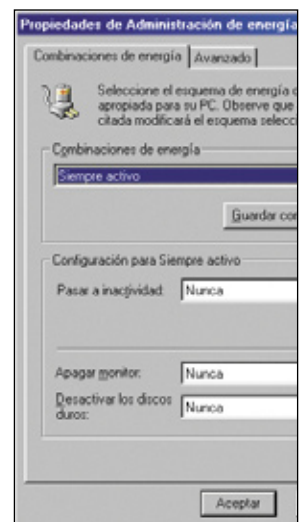 Propiedades de Administración de energía
Combinaciones de energía Avanzado
Seleccione el esquema de energía
apropiada para su PC. Observe que
citada modificará el esquema selecc
Combinaciones de energía
Siempre activo
Guardar con
Configuración para Siempre activo
Pasar a inactividad: Nunca
Apagar monitor: Nunca
Desactivar los discos duros: Nunca
Aceptar